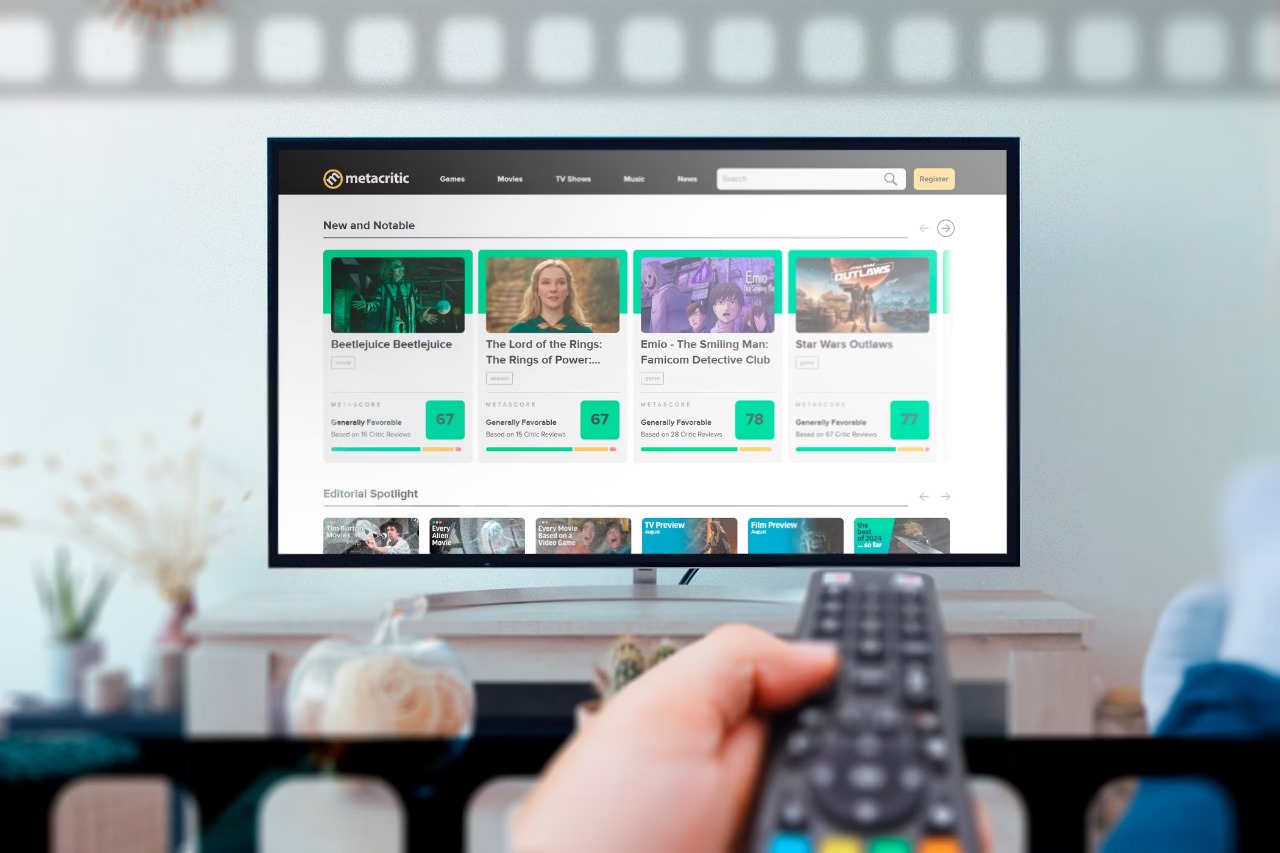 metacritic
Games Movies TV Shows Music News Search Register
New and Notable
Emio
OUTLAWS
Beetlejuice Beetlejuice
movie
METASCORE
Generally Favorable
Based on 16 Critic Reviews
67
The Lord of the Rings:
The Rings of Power:...
season
METASCORE
Generally Favorable
Based on 15 Critic Reviews
67
Emio - The Smiling Man:
Famicom Detective Club
game
METASCORE
Generally Favorable
Based on 28 Critic Reviews
78
Star Wars Outlaws
game
METASCORE
Generally Favorable
Based on 67 Critic Reviews
77
Editorial Spotlight
Tim Burton
Movies
Every
Alien
Movie
Every Movie
Based on a
Video Game
TV Preview
August
Film Preview
August
the
best
of 2024
... so far